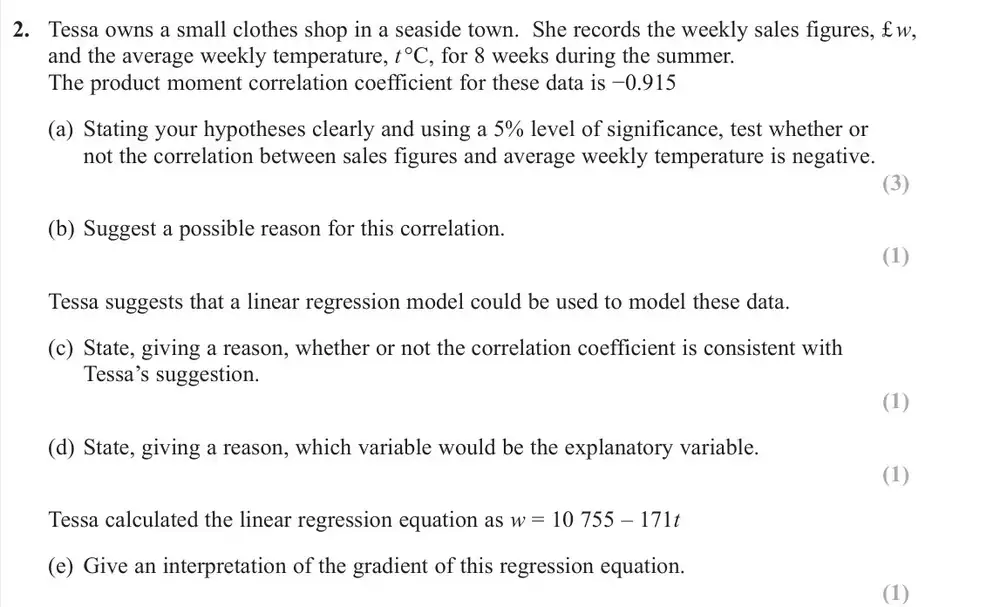 2. Tessa owns a small clothes shop in a seaside town. She records the weekly sales figures, £w,
and the average weekly temperature, t°C, for 8 weeks during the summer.
The product moment correlation coefficient for these data is −0.915
(a) Stating your hypotheses clearly and using a 5% level of significance, test whether or
not the correlation between sales figures and average weekly temperature is negative.
(3)
(b) Suggest a possible reason for this correlation.
(1)
Tessa suggests that a linear regression model could be used to model these data.
(c) State, giving a reason, whether or not the correlation coefficient is consistent with
Tessa's suggestion.
(1)
(d) State, giving a reason, which variable would be the explanatory variable.
(1)
Tessa calculated the linear regression equation as w = 10 755 – 171t
(e) Give an interpretation of the gradient of this regression equation.
(1)